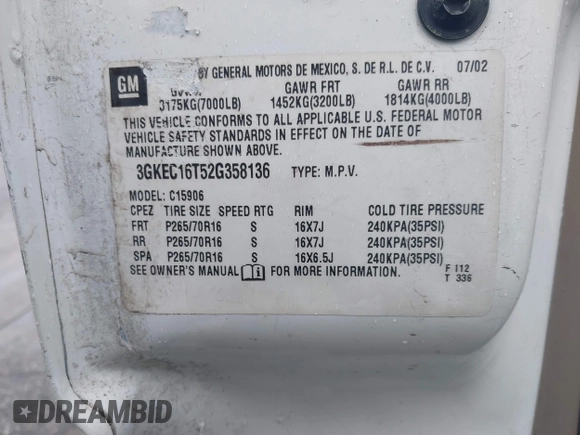 GM
BY GENERAL MOTORS DE MEXICO, S. DE R.L. DE C.V. 07/02
GAWR FRT GAWR RR
3175KG(7000LB) 1452KG(3200LB) 1814KG(4000LB)
THIS VEHICLE CONFORMS TO ALL APPLICABLE U.S. FEDERAL MOTOR
VEHICLE SAFETY STANDARDS IN EFFECT ON THE DATE OF
MANUFACTURE SHOWN ABOVE.
3GKEC16T52G358136 TYPE: M.P.V.
MODEL: C15906
CPEZ TIRE SIZE SPEED RTG RIM COLD TIRE PRESSURE
FRT P265/70R16 S 16X7J 240KPA(35PSI)
RR P265/70R16 S 16X7J 240KPA(35PSI)
SPA P265/70R16 S 16X6.5J 240KPA(35PSI)
SEE OWNER'S MANUAL FOR MORE INFORMATION.
F I12
T 336
DREAMBID